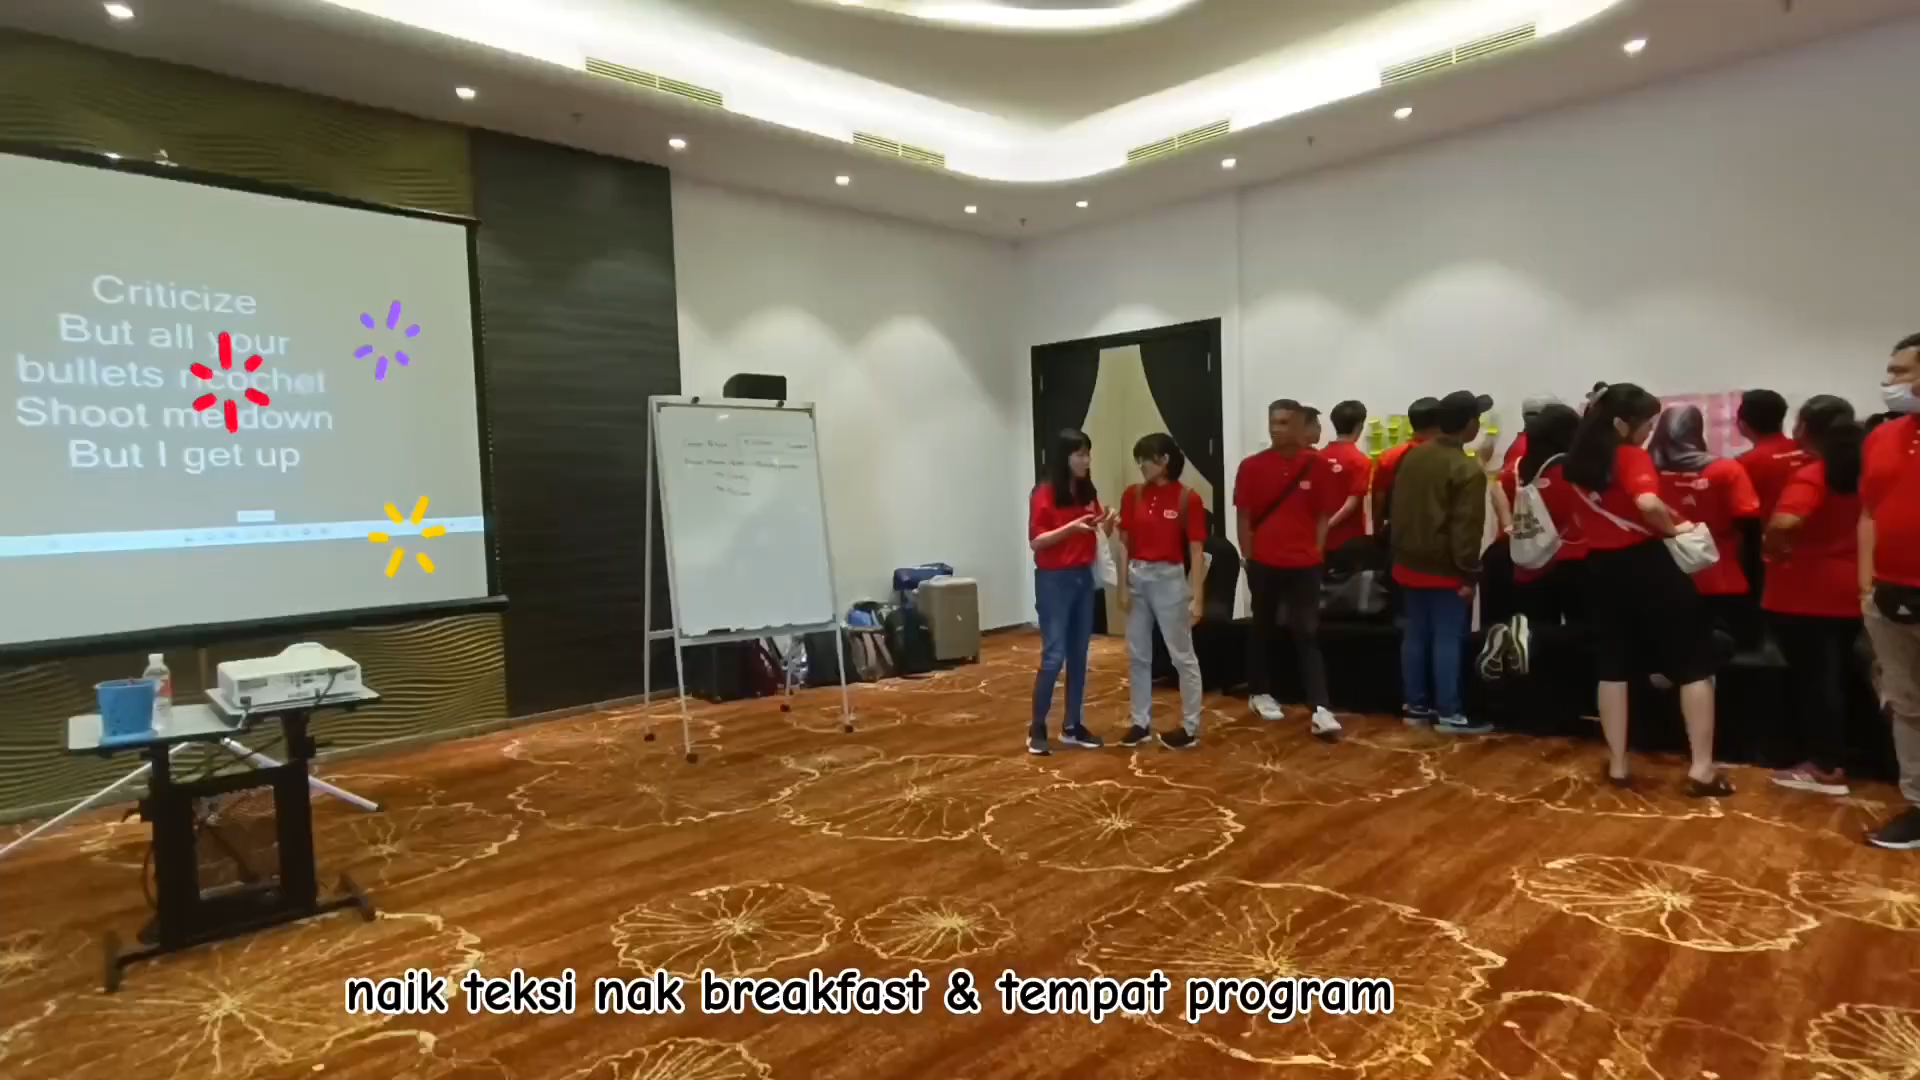 Criticize
But all your
bullets ricochet
Shoot me down
But I get up
naik teksi nak breakfast & tempat program